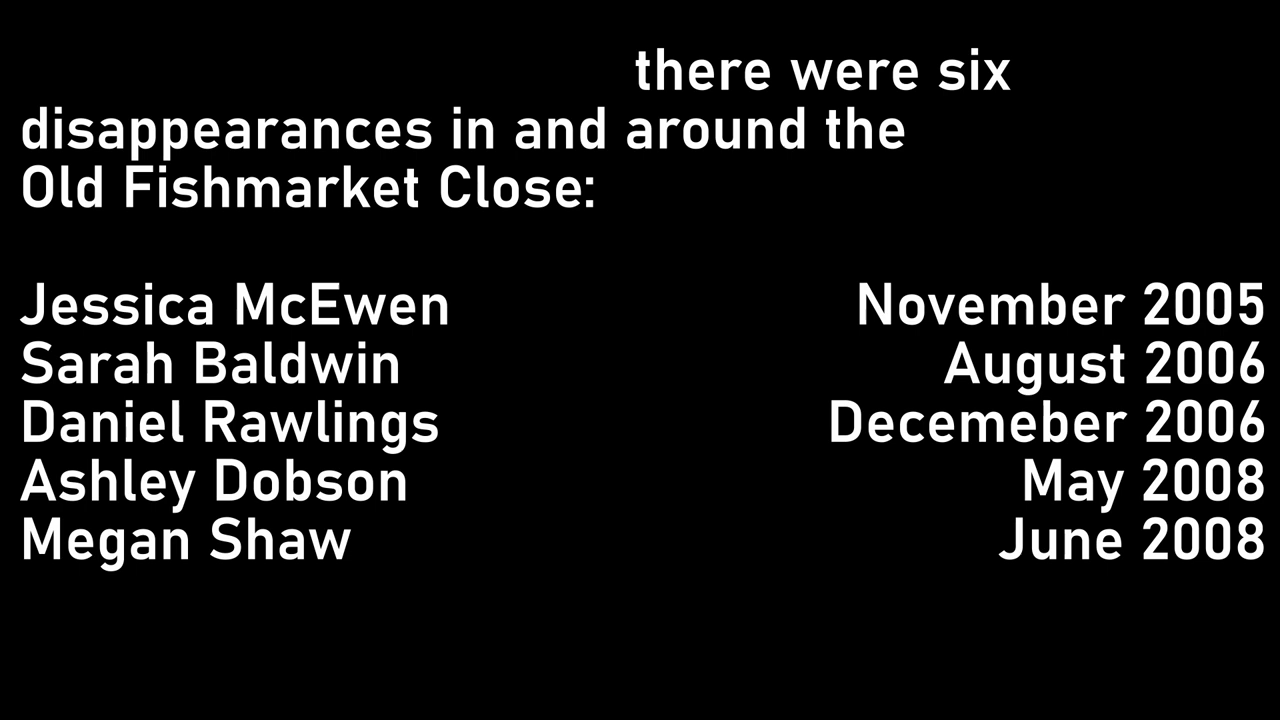 there were six
disappearances in and around the
Old Fishmarket Close:
Jessica McEwen November 2005
Sarah Baldwin August 2006
Daniel Rawlings Decemeber 2006
Ashley Dobson May 2008
Megan Shaw June 2008